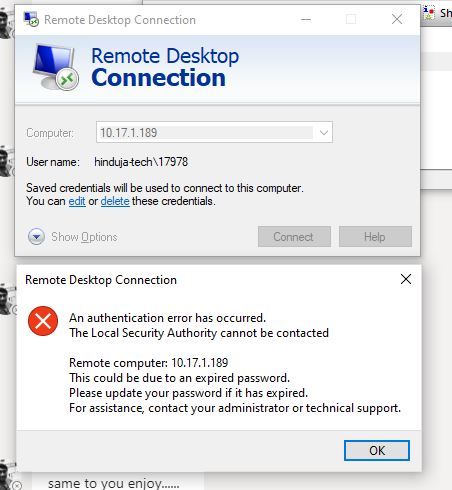 Sh
Remote Desktop Connection
Remote Desktop
Connection
Computer:
10.17.1.189
User name:
hinduja-tech\17978
Saved credentials will be used to connect to this computer.
You can edit or delete these credentials.
Show Options
Connect
Help
Remote Desktop Connection
An authentication error has occurred.
The Local Security Authority cannot be contacted
Remote computer: 10.17.1.189
This could be due to an expired password.
Please update your password if it has expired.
For assistance, contact your administrator or technical support.
OK
same to you enjoy......